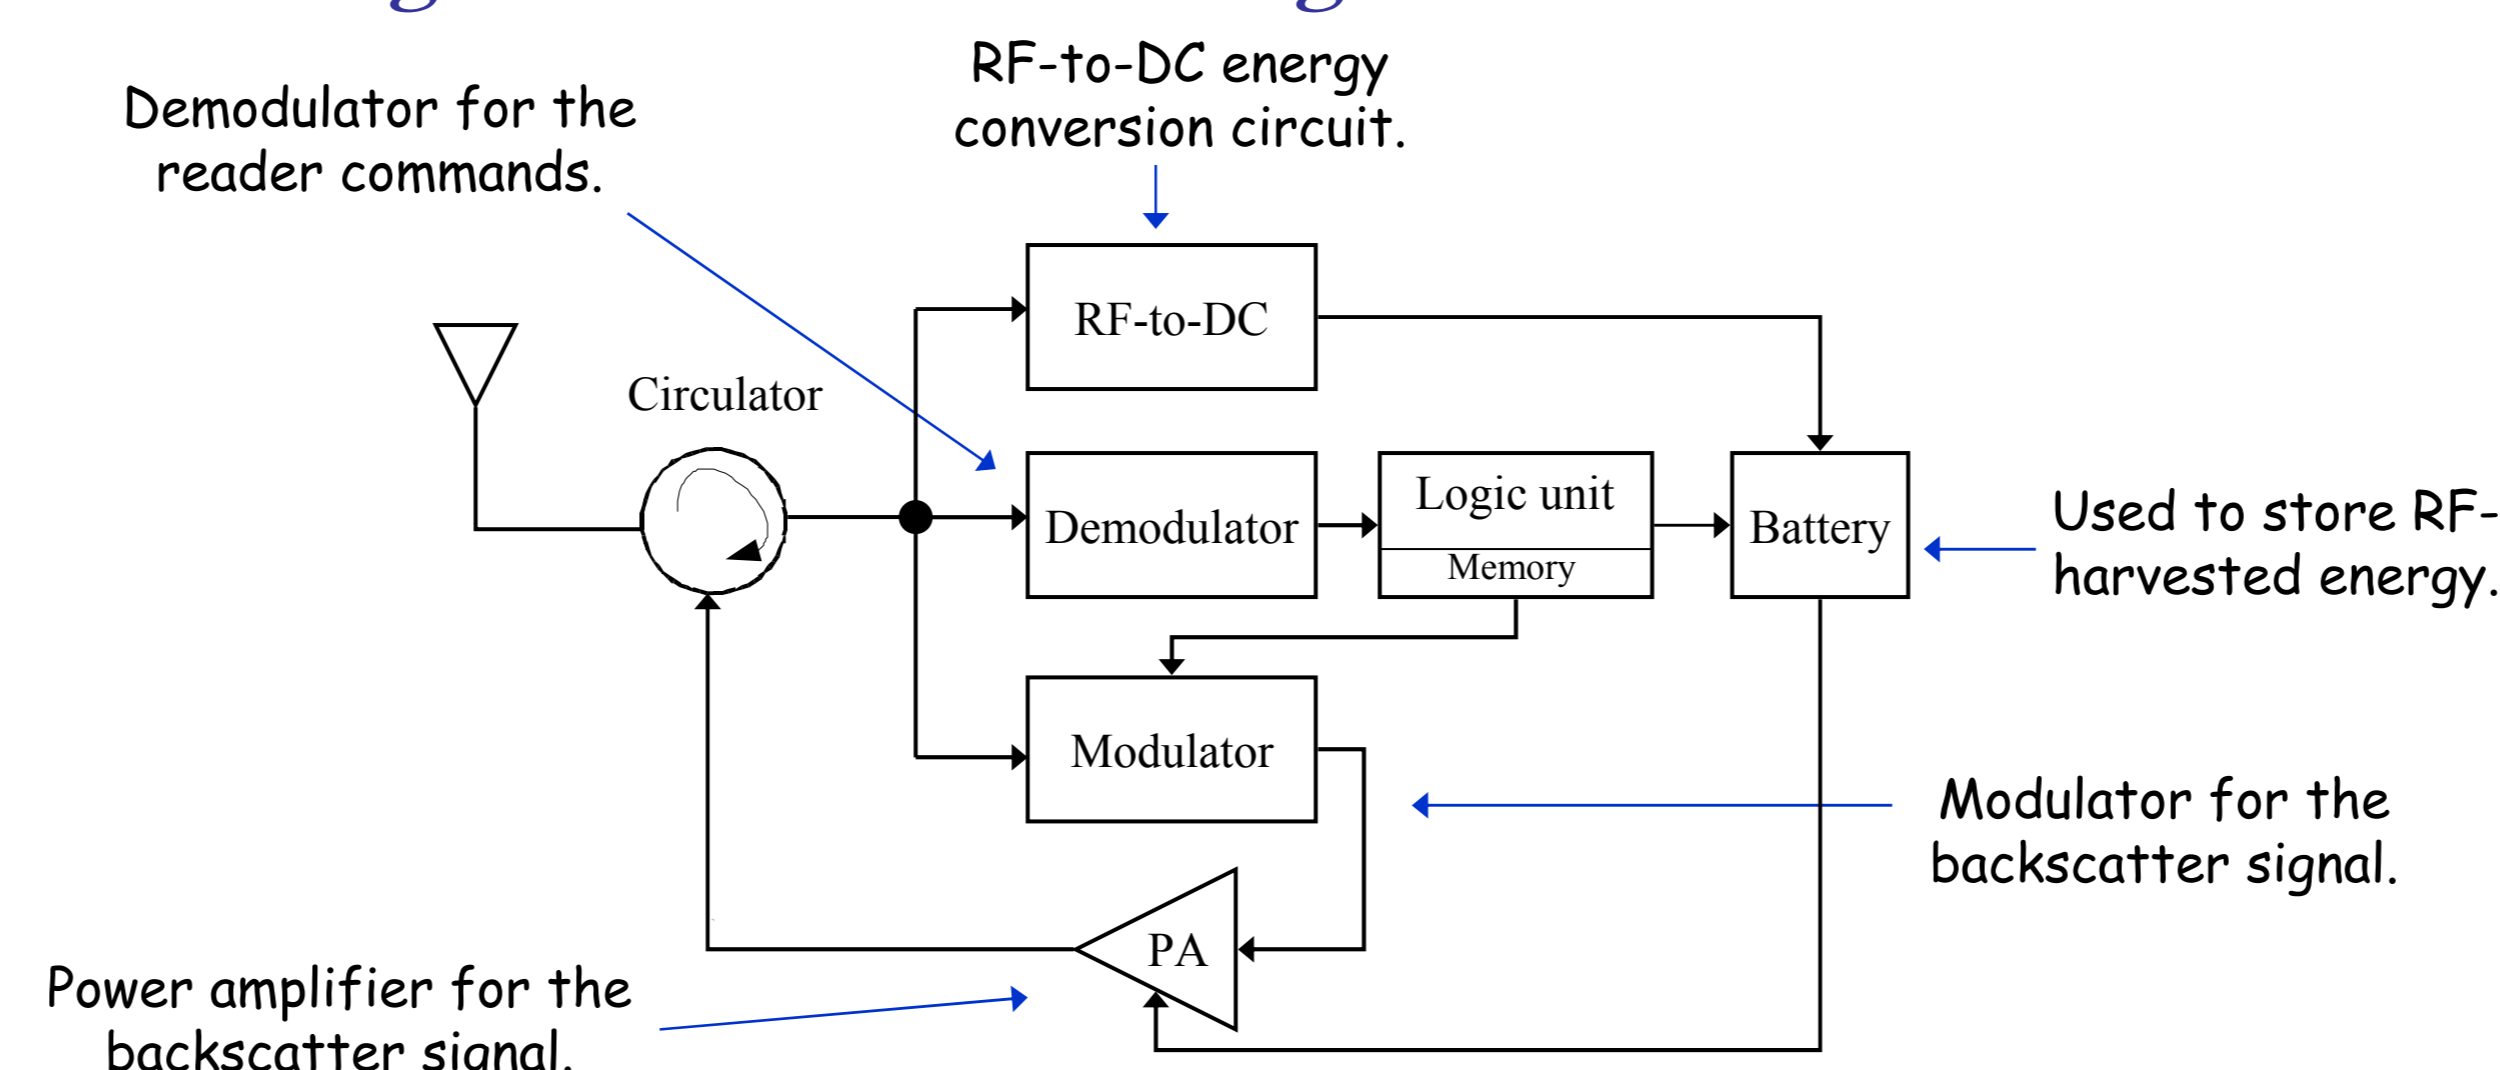 RF-to-DC energy
conversion circuit.
Demodulator for the
reader commands.
RF-to-DC
Circulator
Demodulator
Logic unit
Memory
Battery
Used to store RF-
harvested energy.
Modulator
Modulator for the
backscatter signal.
PA
Power amplifier for the
backscatter signal.